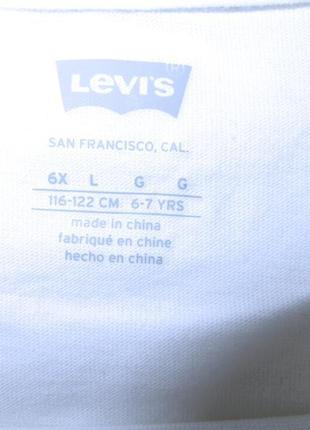 LEVI'S
SAN FRANCISCO, CAL.
6X L G G
116-122 CM 6-7 YRS
made in china
fabriqué en chine
hecho en china